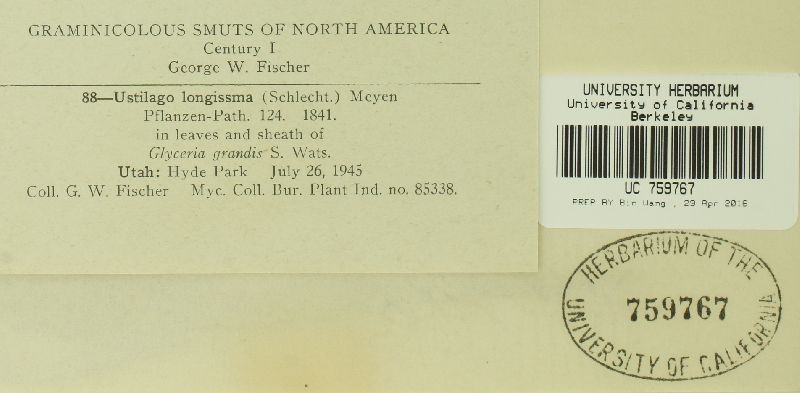 GRAMINICOLOUS SMUTS OF NORTH AMERICA
Century I
George W. Fischer
88—Ustilago longissma (Schlecht.) Meyen
Pflanzen-Path. 124. 1841.
in leaves and sheath of
Glyceria grandis S. Wats.
Utah: Hyde Park July 26, 1945
Coll. G. W. Fischer Myc. Coll. Bur. Plant Ind. no. 85338.
UNIVERSITY HERBARIUM
University of California
Berkeley
UC 759767
PREP BY Bin Wang , 29 Apr 2016
HERBARIUM OF THE
759767
UNIVERSITY OF CALIFORNIA